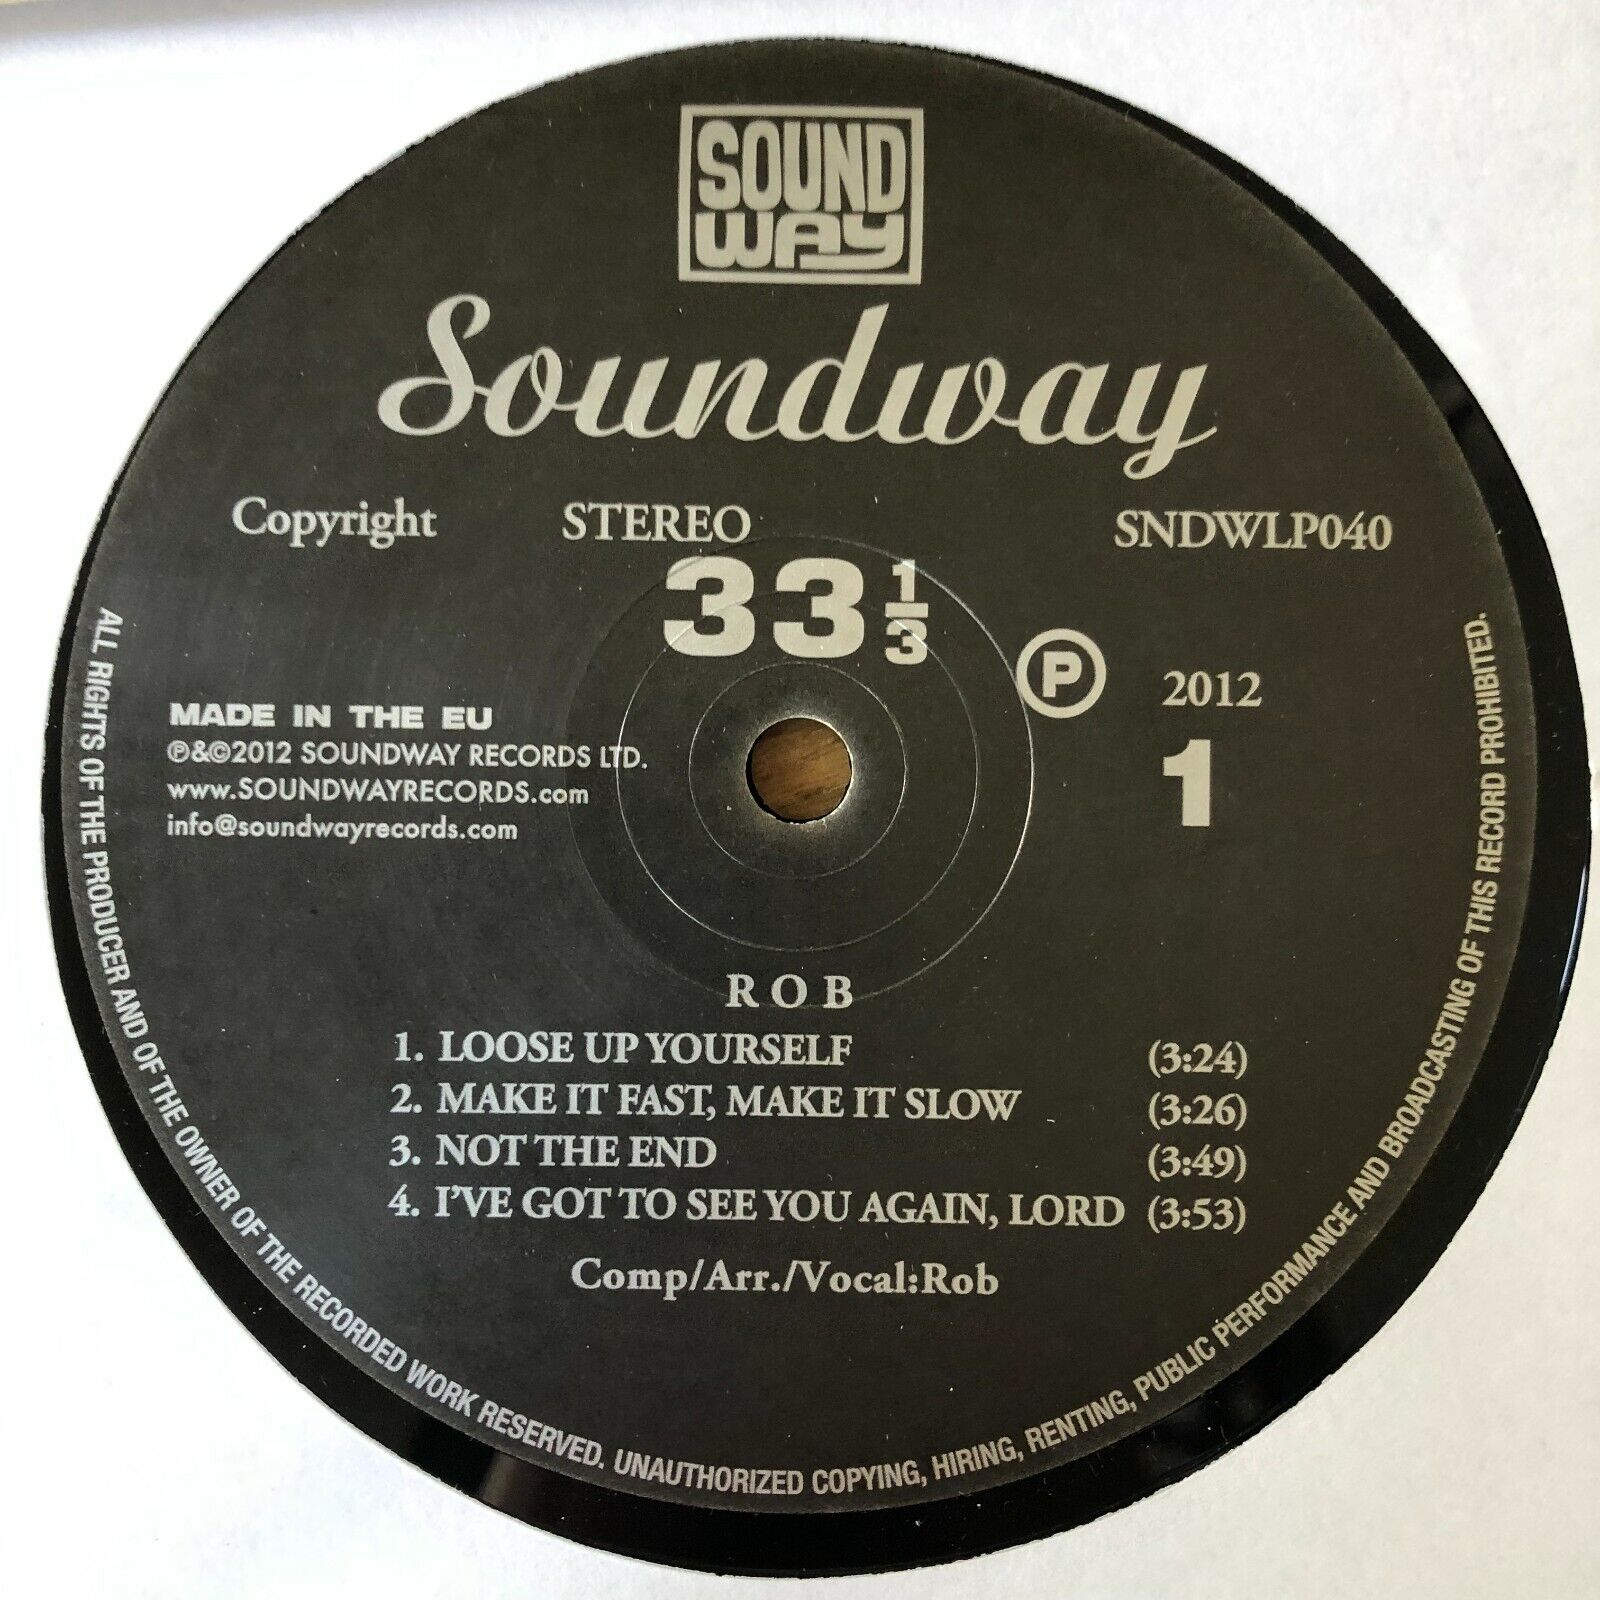 SOUND
WAY
Soundway
Copyright STEREO SNDWLP040
33 1/3
P 2012
1
MADE IN THE EU
℗&©2012 SOUNDWAY RECORDS LTD.
www.SOUNDWAYRECORDS.com
info@soundwayrecords.com
ROB
1. LOOSE UP YOURSELF (3:24)
2. MAKE IT FAST, MAKE IT SLOW (3:26)
3. NOT THE END (3:49)
4. I'VE GOT TO SEE YOU AGAIN, LORD (3:53)
Comp/Arr./Vocal:Rob
ALL RIGHTS OF THE PRODUCER AND OF THE OWNER OF THE RECORDED WORK RESERVED. UNAUTHORIZED COPYING, HIRING, RENTING, PUBLIC PERFORMANCE AND BROADCASTING OF THIS RECORD PROHIBITED.